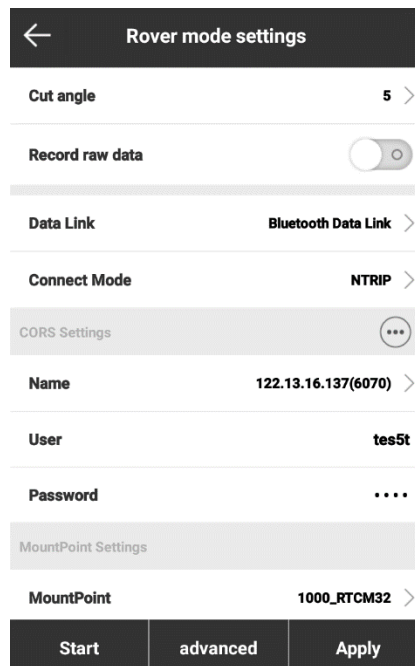 Rover mode settings
Cut angle 5
Record raw data
Data Link Bluetooth Data Link
Connect Mode NTRIP
CORS Settings
Name 122.13.16.137(6070)
User tes5t
Password ····
MountPoint Settings
MountPoint 1000_RTCM32
Start advanced Apply